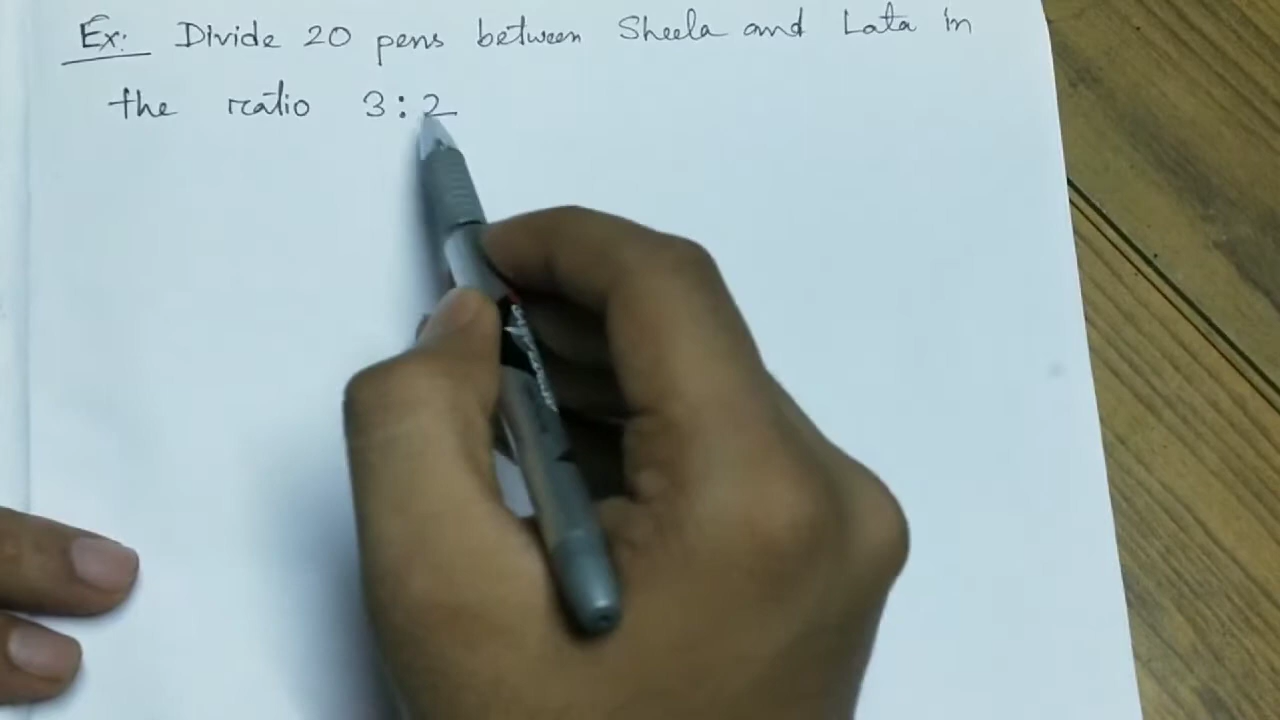 Ex: Divide 20 pens between Sheela and Lata in
the ratio 3:2